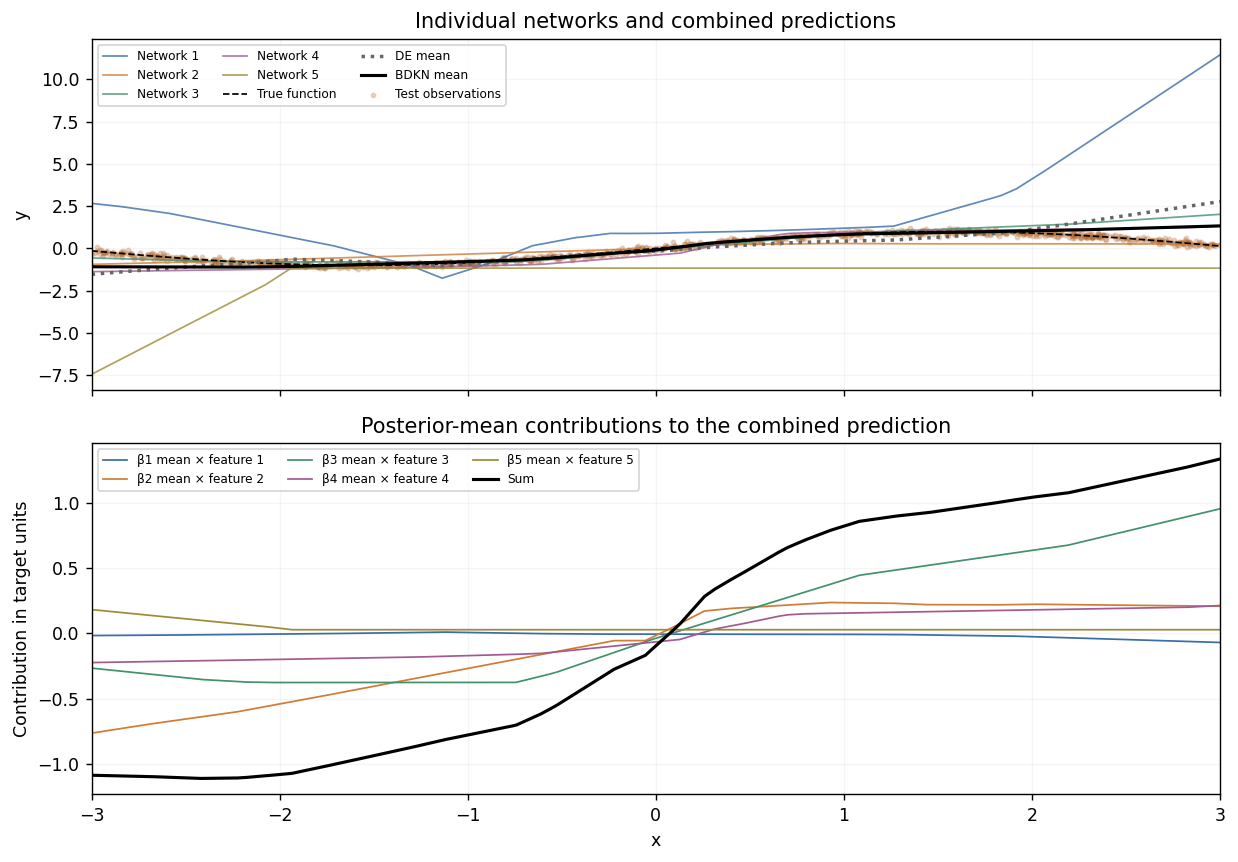 Individual networks and combined predictions
Network 1
Network 2
Network 3
Network 4
Network 5
True function
DE mean
BDKN mean
Test observations
y
10.0
7.5
5.0
2.5
0.0
−2.5
−5.0
−7.5
Posterior-mean contributions to the combined prediction
β1 mean × feature 1
β2 mean × feature 2
β3 mean × feature 3
β4 mean × feature 4
β5 mean × feature 5
Sum
Contribution in target units
1.0
0.5
0.0
−0.5
−1.0
−3
−2
−1
0
1
2
3
x